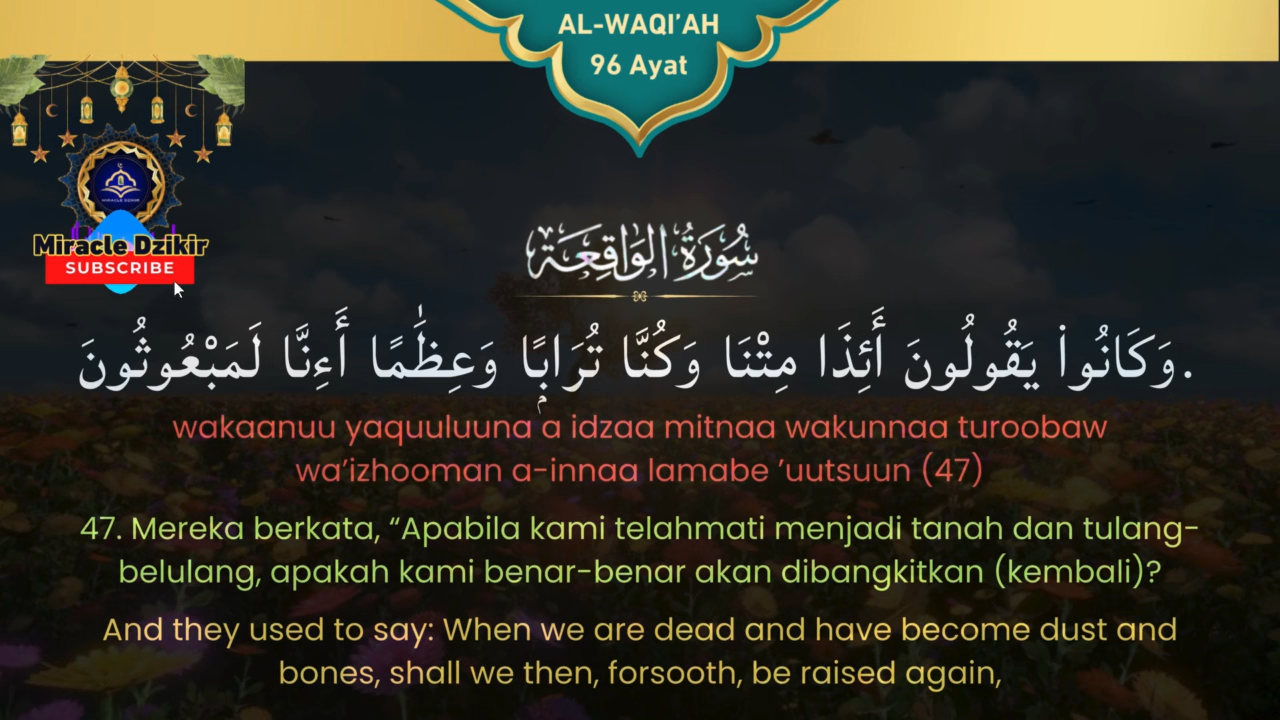 AL-WAQI’AH
96 Ayat
MIRACLE DZIKIR
Miracle Dzikir
SUBSCRIBE
سُورَةُ الوَاقِعَة
وَكَانُوا۟ يَقُولُونَ أَئِذَا مِتْنَا وَكُنَّا تُرَابًۭا وَعِظَٰمًا أَءِنَّا لَمَبْعُوثُونَ.
wakaanuu yaquuluuna a idzaa mitnaa wakunnaa turoobaw
wa’izhooman a-innaa lamabe ’uutsuun (47)
47. Mereka berkata, “Apabila kami telahmati menjadi tanah dan tulang-
belulang, apakah kami benar-benar akan dibangkitkan (kembali)?
And they used to say: When we are dead and have become dust and
bones, shall we then, forsooth, be raised again,